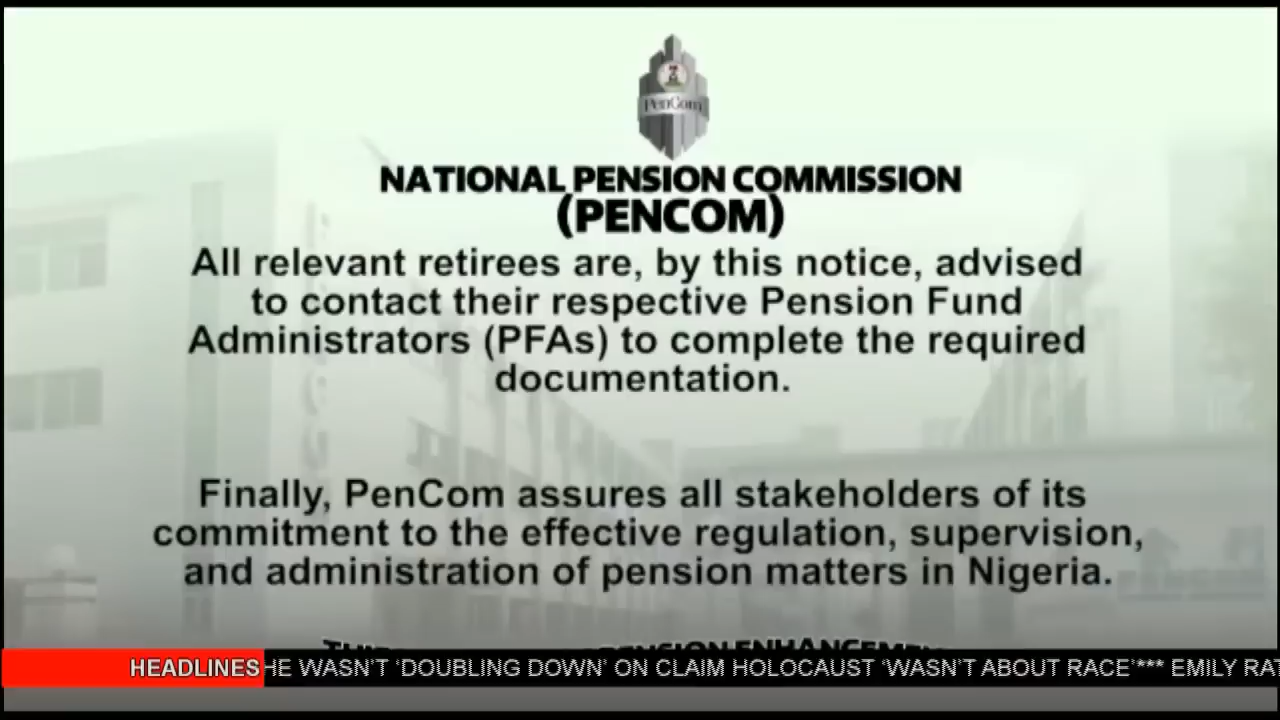 PenCom
NATIONAL PENSION COMMISSION
(PENCOM)
All relevant retirees are, by this notice, advised
to contact their respective Pension Fund
Administrators (PFAs) to complete the required
documentation.
Finally, PenCom assures all stakeholders of its
commitment to the effective regulation, supervision,
and administration of pension matters in Nigeria.
PENSION ENHANCEMENT
HEADLINES HE WASN'T ‘DOUBLING DOWN’ ON CLAIM HOLOCAUST ‘WASN'T ABOUT RACE’*** EMILY